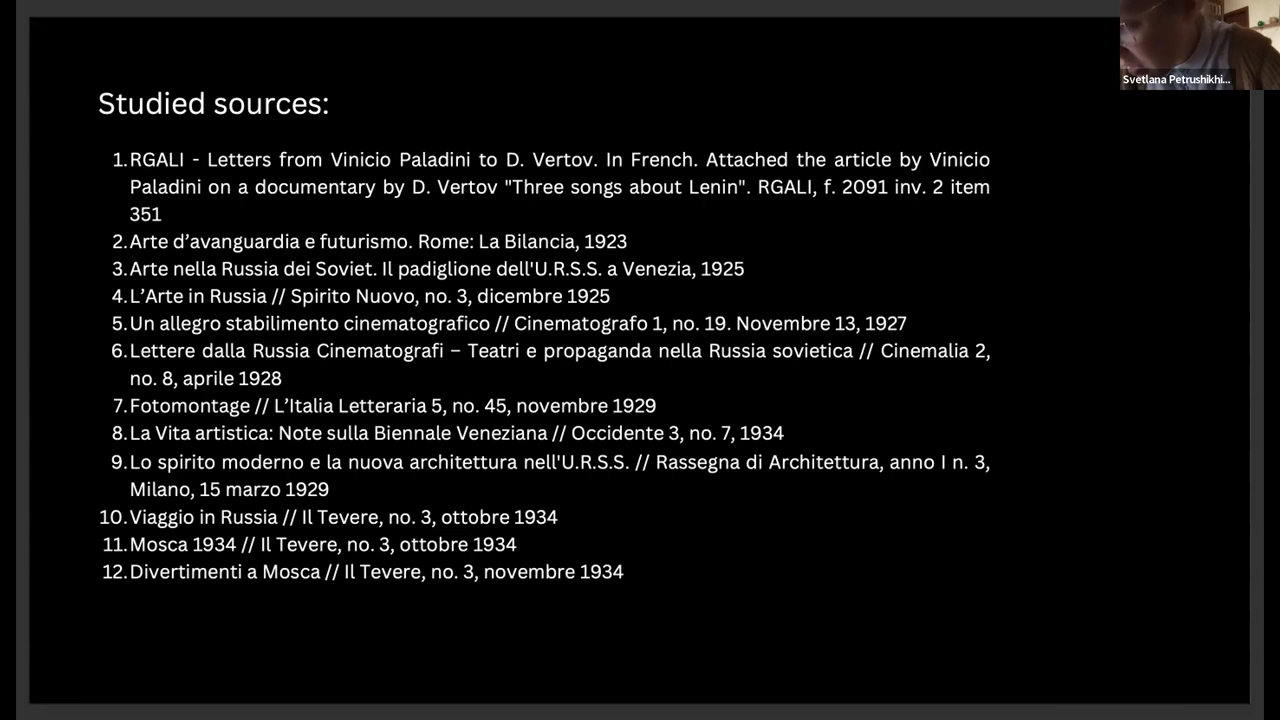 Svetlana Petrushikhi...
Studied sources:
1. RGALI - Letters from Vinicio Paladini to D. Vertov. In French. Attached the article by Vinicio
Paladini on a documentary by D. Vertov "Three songs about Lenin". RGALI, f. 2091 inv. 2 item
351
2. Arte d’avanguardia e futurismo. Rome: La Bilancia, 1923
3. Arte nella Russia dei Soviet. Il padiglione dell'U.R.S.S. a Venezia, 1925
4. L’Arte in Russia // Spirito Nuovo, no. 3, dicembre 1925
5. Un allegro stabilimento cinematografico // Cinematografo 1, no. 19. Novembre 13, 1927
6. Lettere dalla Russia Cinematografi – Teatri e propaganda nella Russia sovietica // Cinemalia 2,
no. 8, aprile 1928
7. Fotomontage // L’Italia Letteraria 5, no. 45, novembre 1929
8. La Vita artistica: Note sulla Biennale Veneziana // Occidente 3, no. 7, 1934
9. Lo spirito moderno e la nuova architettura nell'U.R.S.S. // Rassegna di Architettura, anno I n. 3,
Milano, 15 marzo 1929
10. Viaggio in Russia // Il Tevere, no. 3, ottobre 1934
11. Mosca 1934 // Il Tevere, no. 3, ottobre 1934
12. Divertimenti a Mosca // Il Tevere, no. 3, novembre 1934